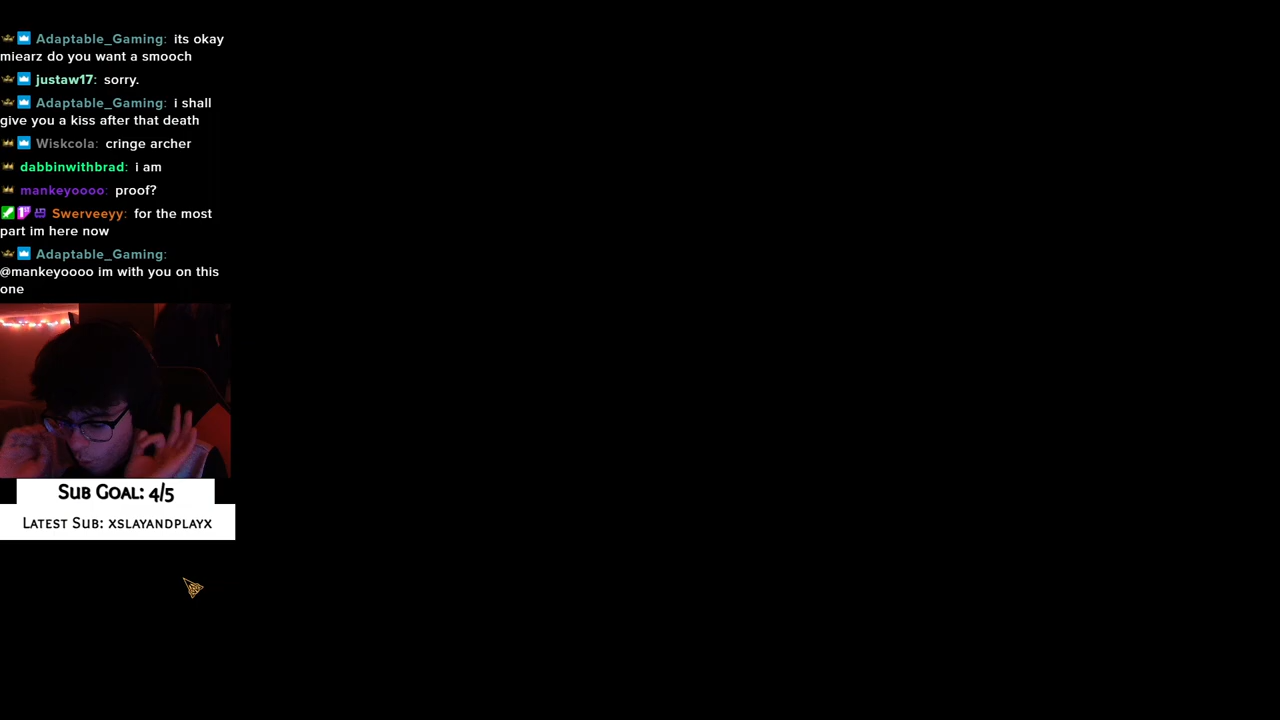 Adaptable_Gaming: its okay
miearz do you want a smooch
justaw17: sorry.
Adaptable_Gaming: i shall
give you a kiss after that death
Wiskcola: cringe archer
dabbinwithbrad: i am
mankeyoooo: proof?
Swerveeyy: for the most
part im here now
Adaptable_Gaming:
@mankeyoooo im with you on this
one
Sub Goal: 4/5
Latest Sub: xslayandplayx